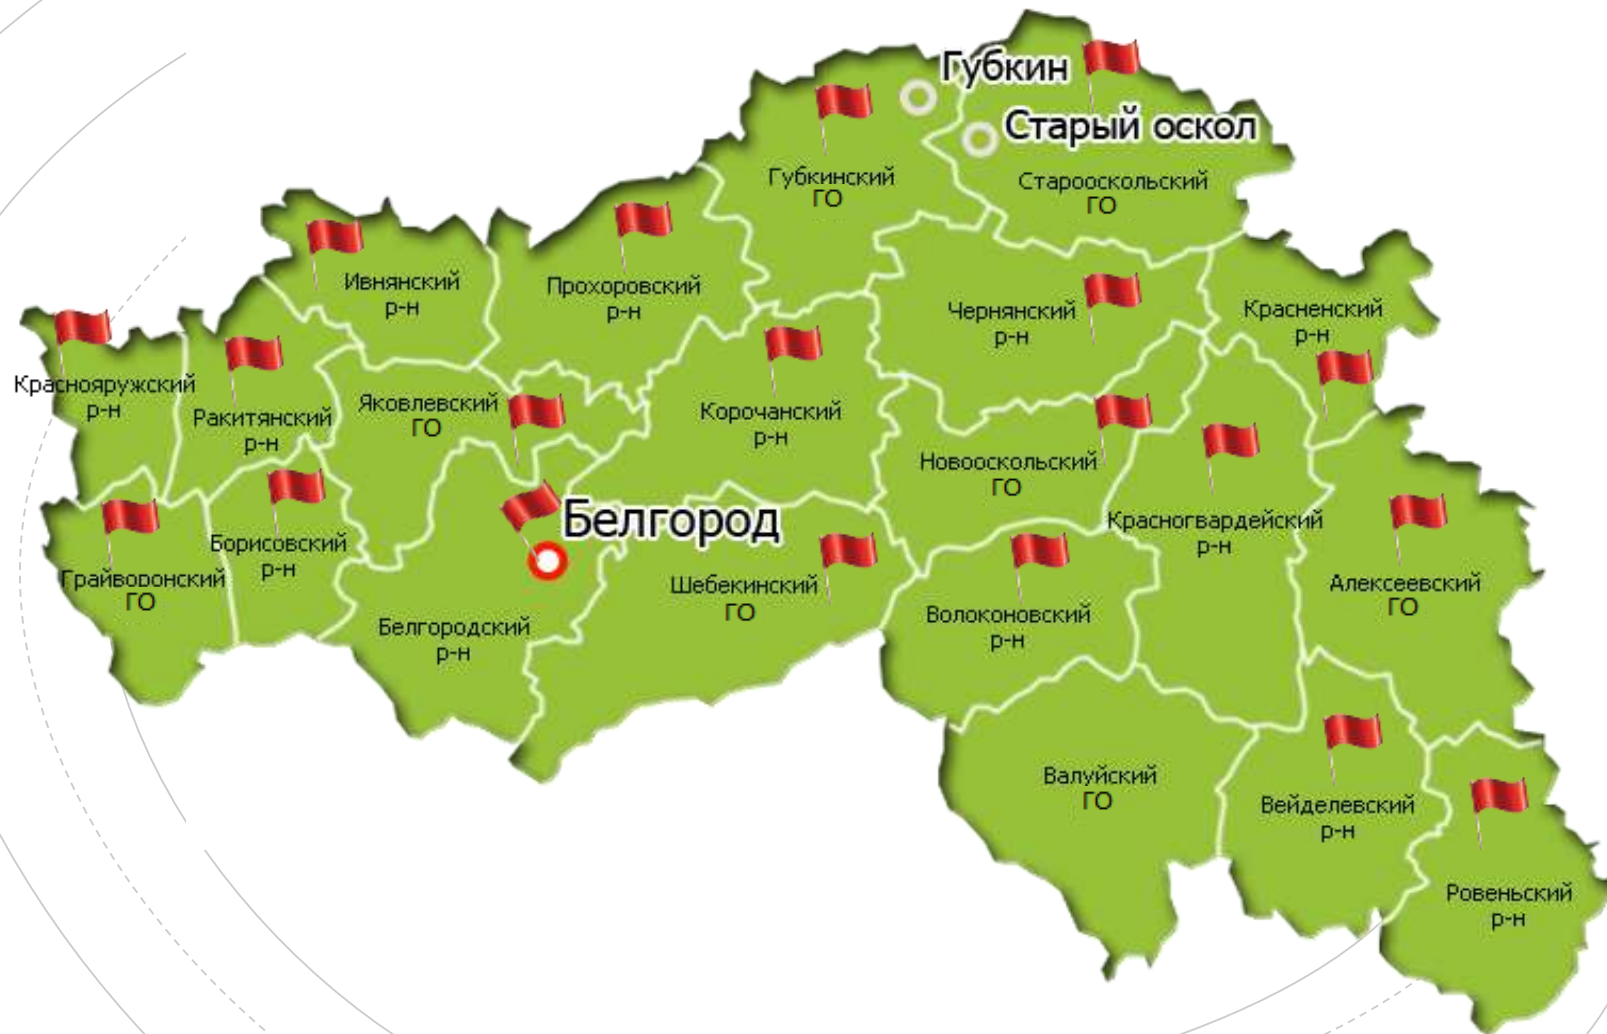 Губкин
Старый оскол
Губкинский
ГО
Старооскольский
ГО
Ивнянский
р-н
Прохоровский
р-н
Чернянский
р-н
Красненский
р-н
Краснояружский
р-н
Ракитянский
р-н
Яковлевский
ГО
Корочанский
р-н
Новооскольский
ГО
Красногвардейский
р-н
Белгород
Грайворонский
ГО
Борисовский
р-н
Белгородский
р-н
Шебекинский
ГО
Волоконовский
р-н
Алексеевский
ГО
Валуйский
ГО
Вейделевский
р-н
Ровеньский
р-н